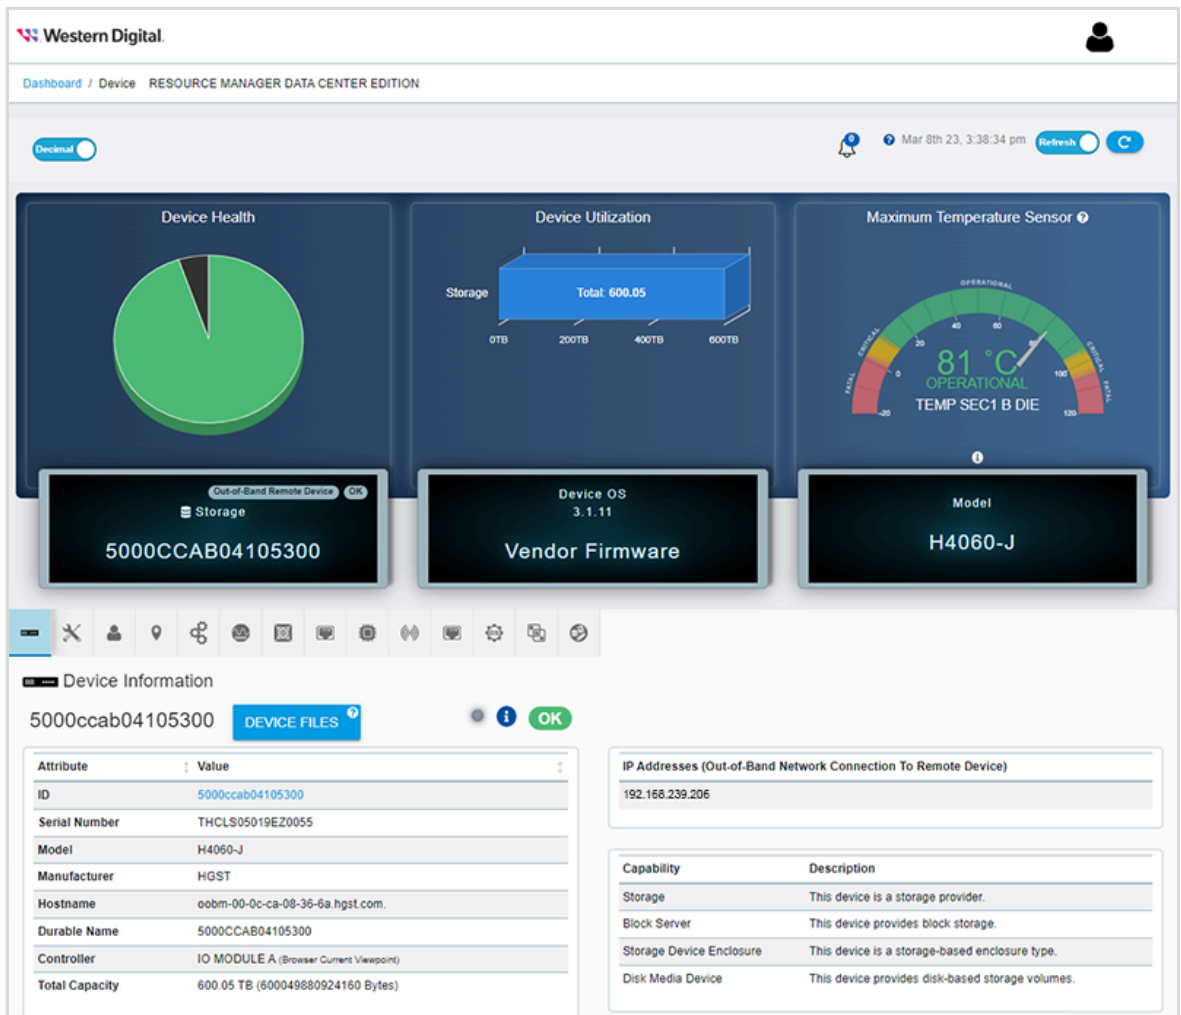 Western Digital.
Dashboard / Device RESOURCE MANAGER DATA CENTER EDITION
Decimal
0
Mar 8th 23, 3:38:34 pm
Refresh
Device Health
Device Utilization
Maximum Temperature Sensor
Storage
Total: 600.05
0TB 200TB 400TB 600TB
OPERATIONAL
CRITICAL
CRITICAL
FATAL
FATAL
-20 0 20 40 60 100 120
81 °C
OPERATIONAL
TEMP SEC1 B DIE
Out-of-Band Remote Device OK
Storage
5000CCAB04105300
Device OS
3.1.11
Vendor Firmware
Model
H4060-J
Device Information
5000ccab04105300 DEVICE FILES OK
Attribute Value
ID 5000ccab04105300
Serial Number THCLS05019EZ0055
Model H4060-J
Manufacturer HGST
Hostname oobm-00-0c-ca-08-36-6a.hgst.com.
Durable Name 5000CCAB04105300
Controller IO MODULE A (Browser Current Viewpoint)
Total Capacity 600.05 TB (600049880924160 Bytes)
IP Addresses (Out-of-Band Network Connection To Remote Device)
192.168.239.206
Capability Description
Storage This device is a storage provider.
Block Server This device provides block storage.
Storage Device Enclosure This device is a storage-based enclosure type.
Disk Media Device This device provides disk-based storage volumes.